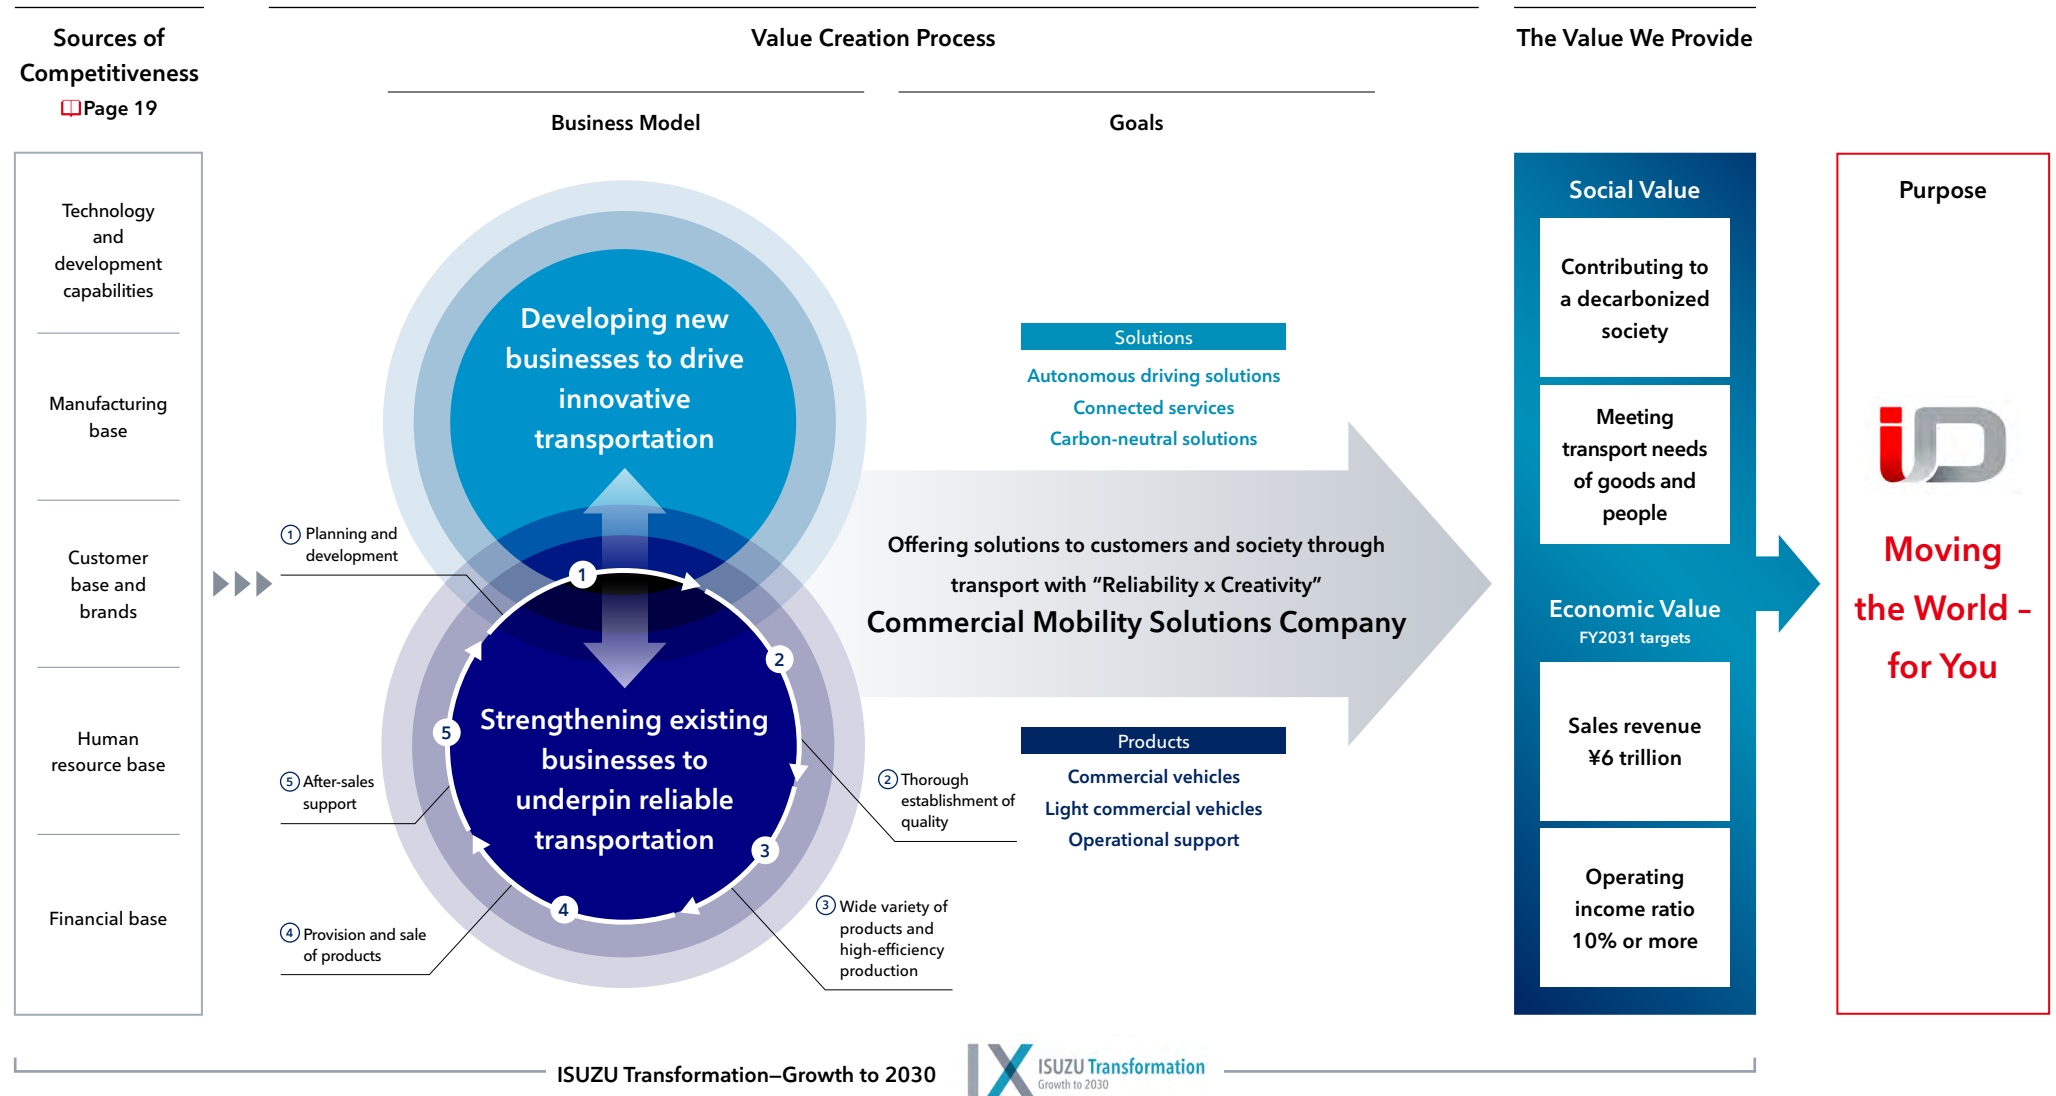 Sources of
Competitiveness
Page 19
Technology
and
development
capabilities
Manufacturing
base
Customer
base and
brands
Human
resource base
Financial base
Value Creation Process
Business Model
Developing new
businesses to drive
innovative
transportation
Strengthening existing
businesses to
underpin reliable
transportation
1
2
3
4
5
1 Planning and
development
2 Thorough
establishment of
quality
3 Wide variety of
products and
high-efficiency
production
4 Provision and sale
of products
5 After-sales
support
Goals
Solutions
Autonomous driving solutions
Connected services
Carbon-neutral solutions
Offering solutions to customers and society through
transport with “Reliability x Creativity”
Commercial Mobility Solutions Company
Products
Commercial vehicles
Light commercial vehicles
Operational support
The Value We Provide
Social Value
Contributing to
a decarbonized
society
Meeting
transport needs
of goods and
people
Economic Value
FY2031 targets
Sales revenue
¥6 trillion
Operating
income ratio
10% or more
Purpose
iD
Moving
the World –
for You
ISUZU Transformation–Growth to 2030
IX
ISUZU Transformation
Growth to 2030